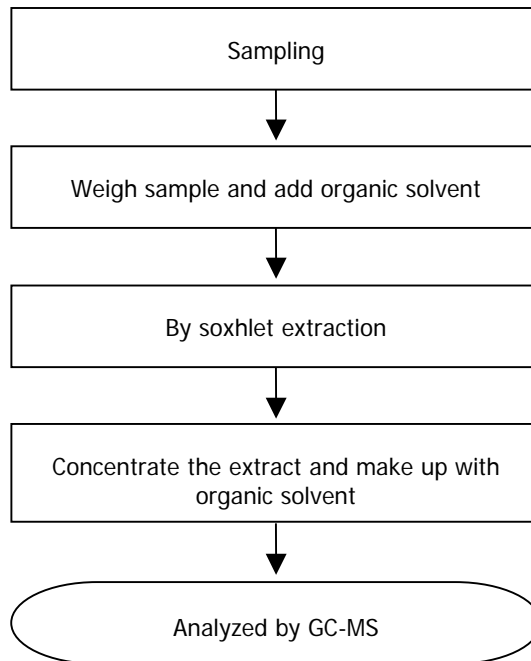 Sampling
Weigh sample and add organic solvent
By soxhlet extraction
Concentrate the extract and make up with
organic solvent
Analyzed by GC-MS